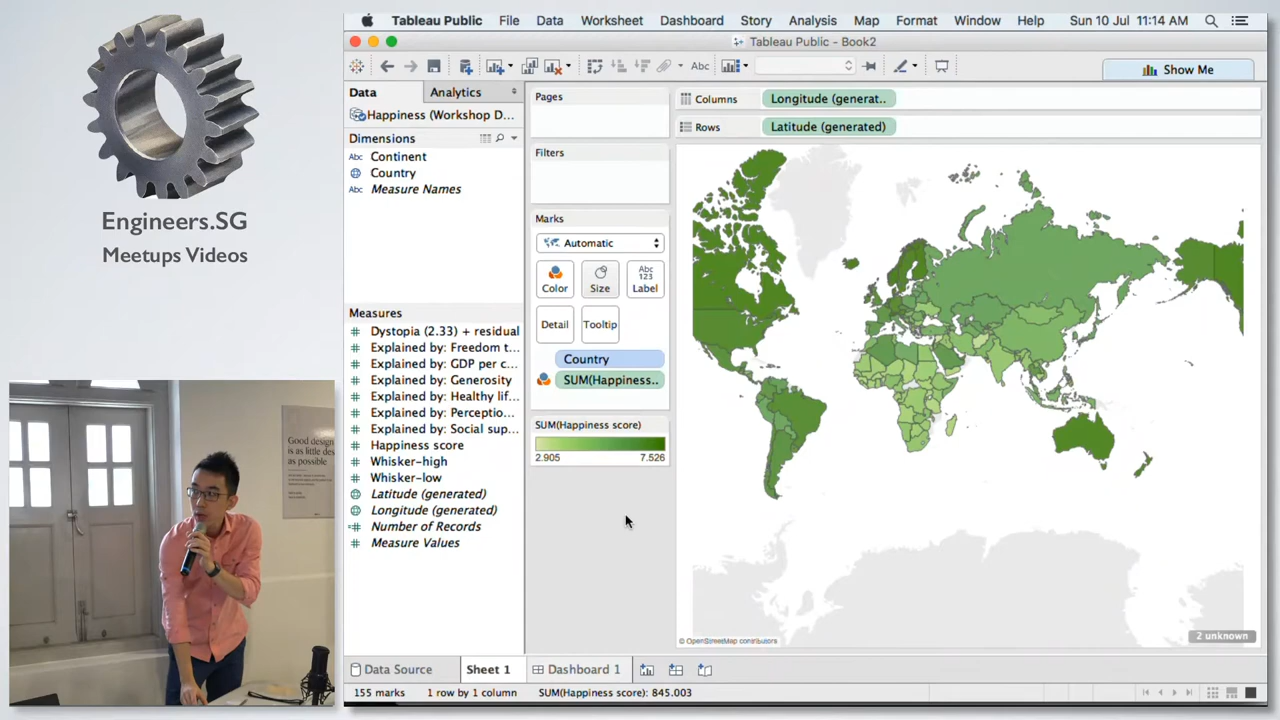 Engineers.SG
Meetups Videos
Good design
is as little des
as possible
Tableau Public File Data Worksheet Dashboard Story Analysis Map Format Window Help Sun 10 Jul 11:14 AM
Tableau Public - Book2
Abc
Show Me
Data Analytics
Happiness (Workshop D...
Dimensions
Abc Continent
Country
Abc Measure Names
Measures
Dystopia (2.33) + residual
Explained by: Freedom t...
Explained by: GDP per c...
Explained by: Generosity
Explained by: Healthy lif...
Explained by: Perceptio...
Explained by: Social sup...
Happiness score
Whisker-high
Whisker-low
Latitude (generated)
Longitude (generated)
Number of Records
Measure Values
Pages
Filters
Marks
Automatic
Color
Size
Abc
123
Label
Detail
Tooltip
Country
SUM(Happiness..
SUM(Happiness score)
2.905 7.526
Columns Longitude (generat..
Rows Latitude (generated)
© OpenStreetMap contributors
2 unknown
Data Source Sheet 1 Dashboard 1
155 marks 1 row by 1 column SUM(Happiness score): 845.003